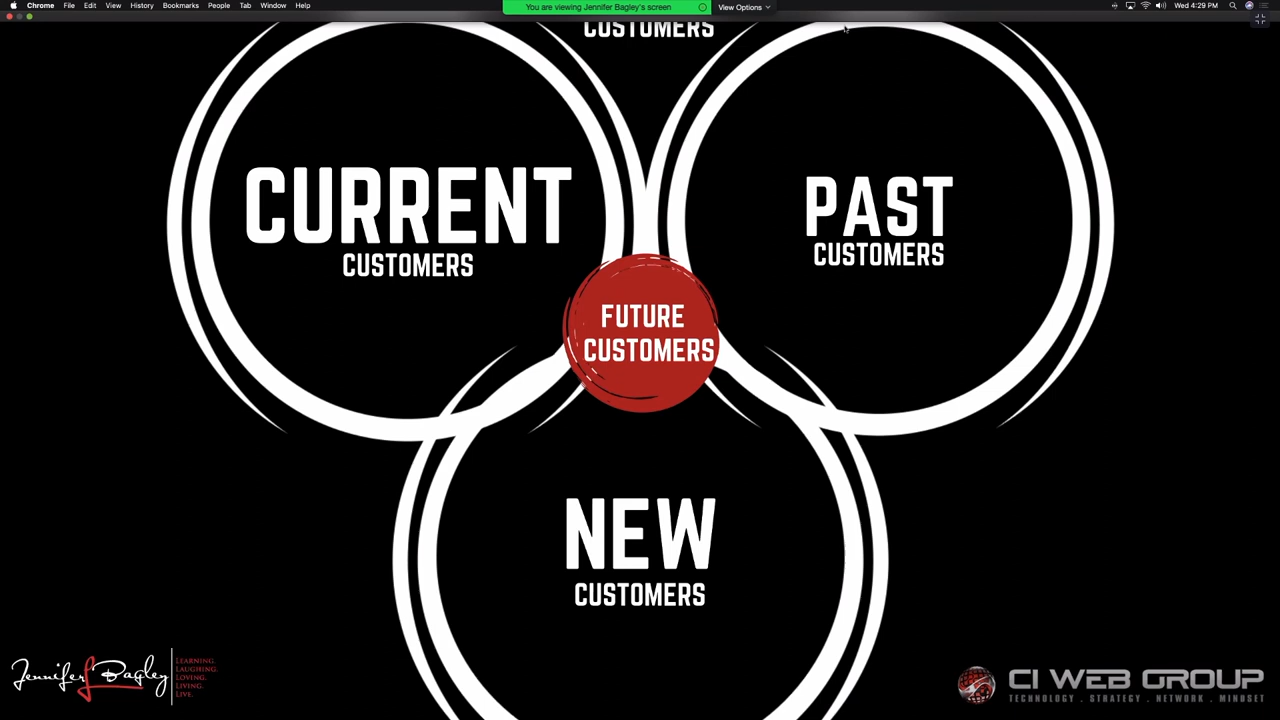 Chrome File Edit View History Bookmarks People Tab Window Help
You are viewing Jennifer Bagley's screen
View Options
Wed 4:29 PM
CUSTOMERS
CURRENT
CUSTOMERS
PAST
CUSTOMERS
FUTURE
CUSTOMERS
NEW
CUSTOMERS
Jennifer L Bagley
LEARNING.
LAUGHING.
LOVING.
LIVING.
LIVE.
CI WEB GROUP
TECHNOLOGY . STRATEGY . NETWORK . MINDSET